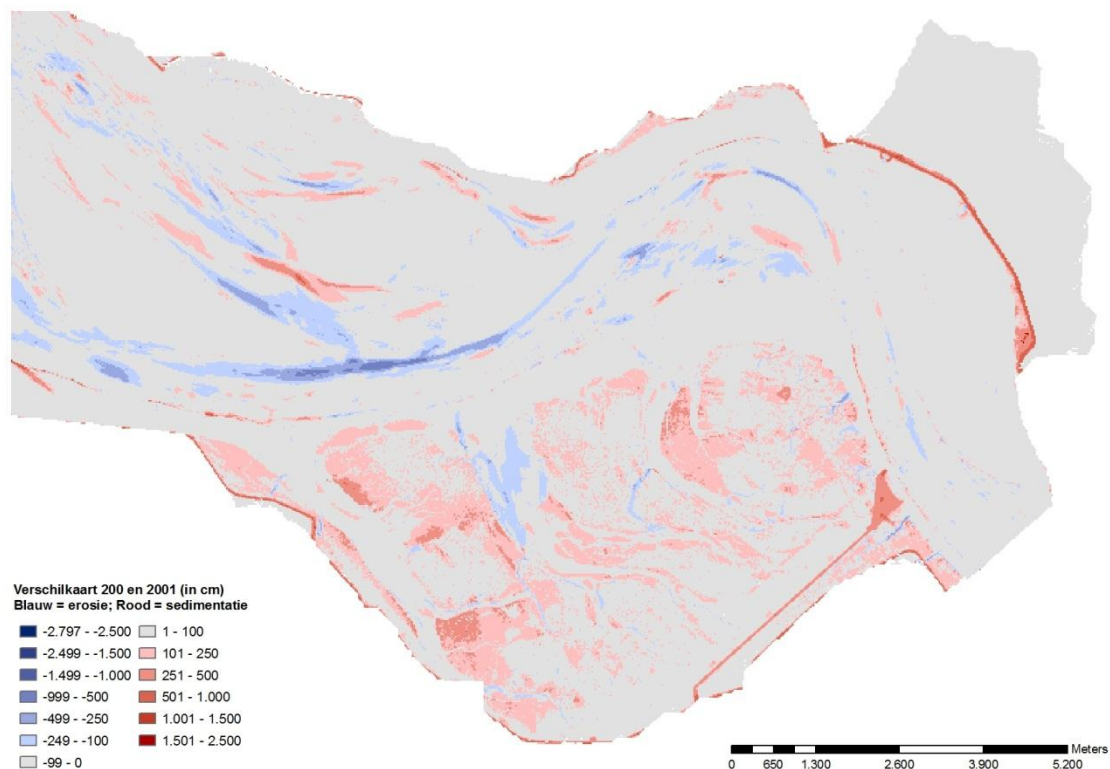 Verschilkaart 200 en 2001 (in cm)
Blauw = erosie; Rood = sedimentatie
-2.797 - -2.500
-2.499 - -1.500
-1.499 - -1.000
-999 - -500
-499 - -250
-249 - -100
-99 - 0
1 - 100
101 - 250
251 - 500
501 - 1.000
1.001 - 1.500
1.501 - 2.500
Meters
0 650 1.300 2.600 3.900 5.200